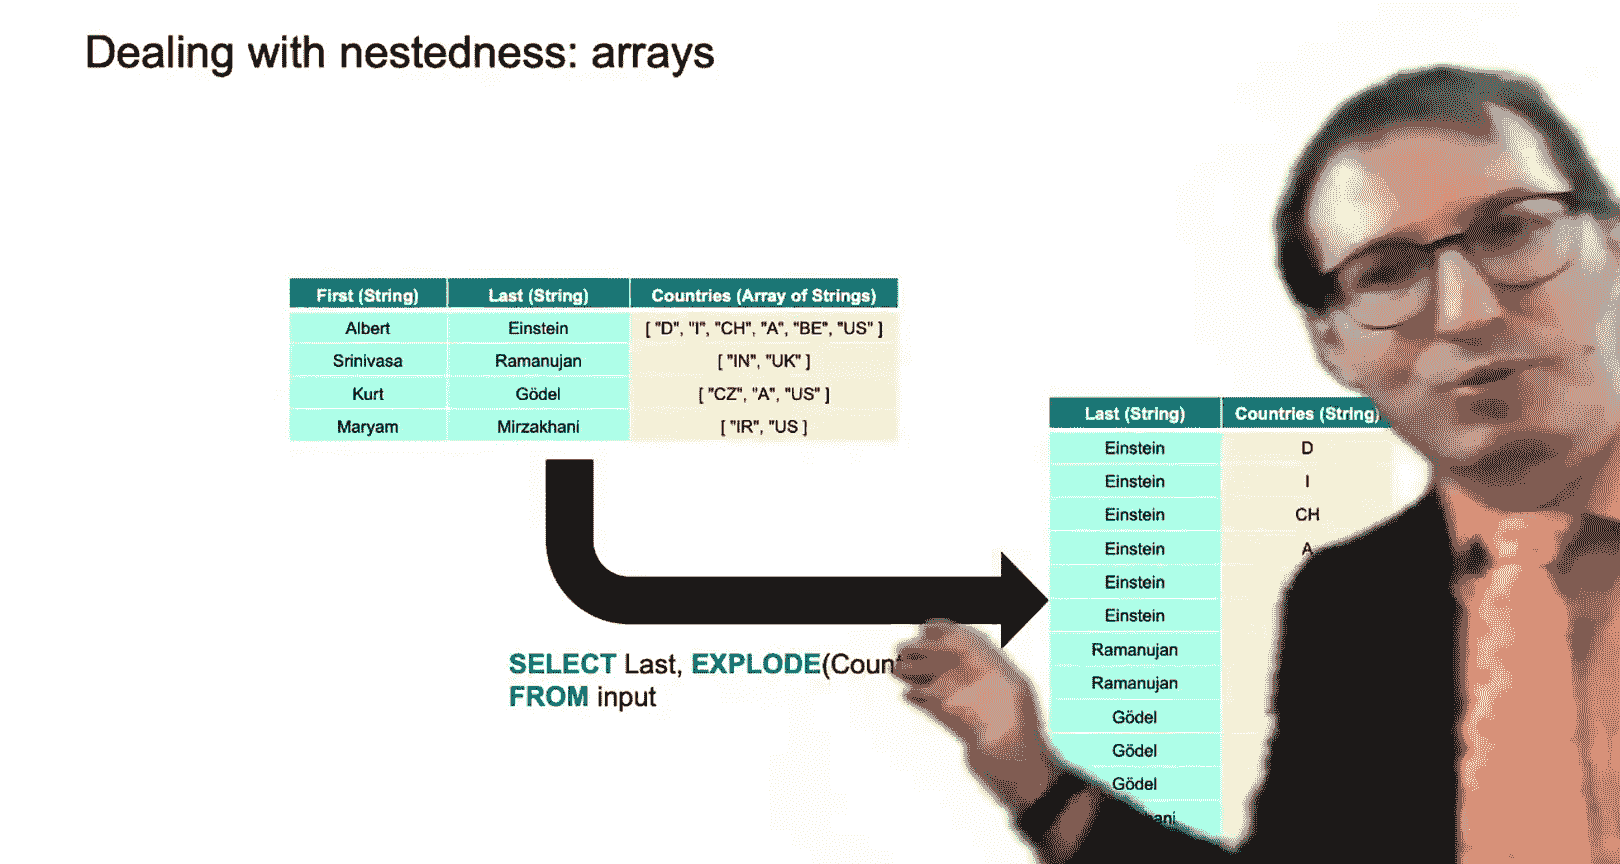 Dealing with nestedness: arrays
First (String) Last (String) Countries (Array of Strings)
Albert Einstein [ "D", "I", "CH", "A", "BE", "US" ]
Srinivasa Ramanujan [ "IN", "UK" ]
Kurt Gödel [ "CZ", "A", "US" ]
Maryam Mirzakhani [ "IR", "US ]
Last (String) Countries (String)
Einstein D
Einstein I
Einstein CH
Einstein A
Einstein
Einstein
Ramanujan
Ramanujan
Gödel
Gödel
Gödel
SELECT Last, EXPLODE(Coun
FROM input